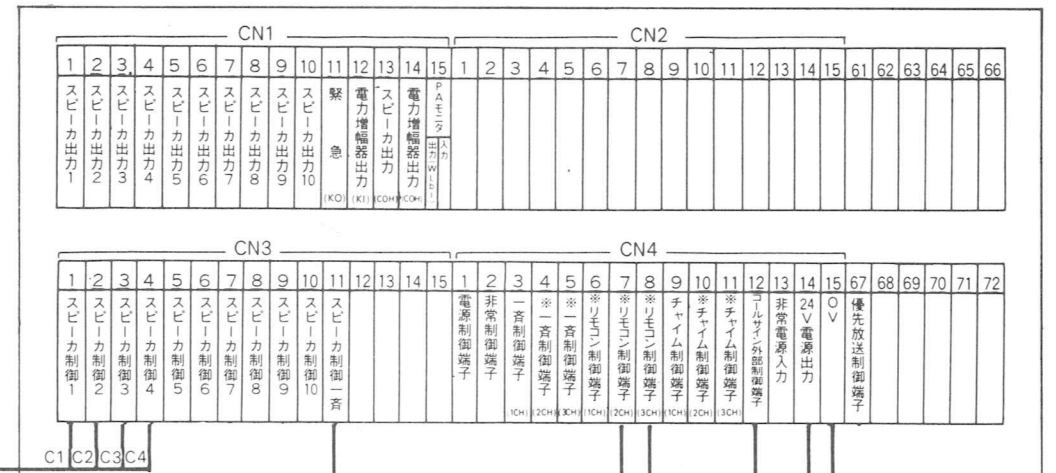 CN1
CN2
1 2 3 4 5 6 7 8 9 10 11 12 13 14 15 1 2 3 4 5 6 7 8 9 10 11 12 13 14 15 61 62 63 64 65 66
スピーカ出力1
スピーカ出力2
スピーカ出力3
スピーカ出力4
スピーカ出力5
スピーカ出力6
スピーカ出力7
スピーカ出力8
スピーカ出力9
スピーカ出力10
緊急(KO)
電力増幅器出力(KI)
スピーカ出力(COH)
電力増幅器出力(COH)
PAモニタ
入力
出力
CN3
CN4
1 2 3 4 5 6 7 8 9 10 11 12 13 14 15 1 2 3 4 5 6 7 8 9 10 11 12 13 14 15 67 68 69 70 71 72
スピーカ制御1
スピーカ制御2
スピーカ制御3
スピーカ制御4
スピーカ制御5
スピーカ制御6
スピーカ制御7
スピーカ制御8
スピーカ制御9
スピーカ制御10
スピーカ制御一斉
電源制御端子
非常制御端子
一斉制御端子(1CH)
※一斉制御端子(2CH)
※一斉制御端子(3CH)
※リモコン制御端子(1CH)
※リモコン制御端子(2CH)
※リモコン制御端子(3CH)
チャイム制御端子(1CH)
※チャイム制御端子(2CH)
※チャイム制御端子(3CH)
コールサイン外部制御端子
非常電源入力
24V電源出力
0V
優先放送制御端子
C1 C2 C3 C4